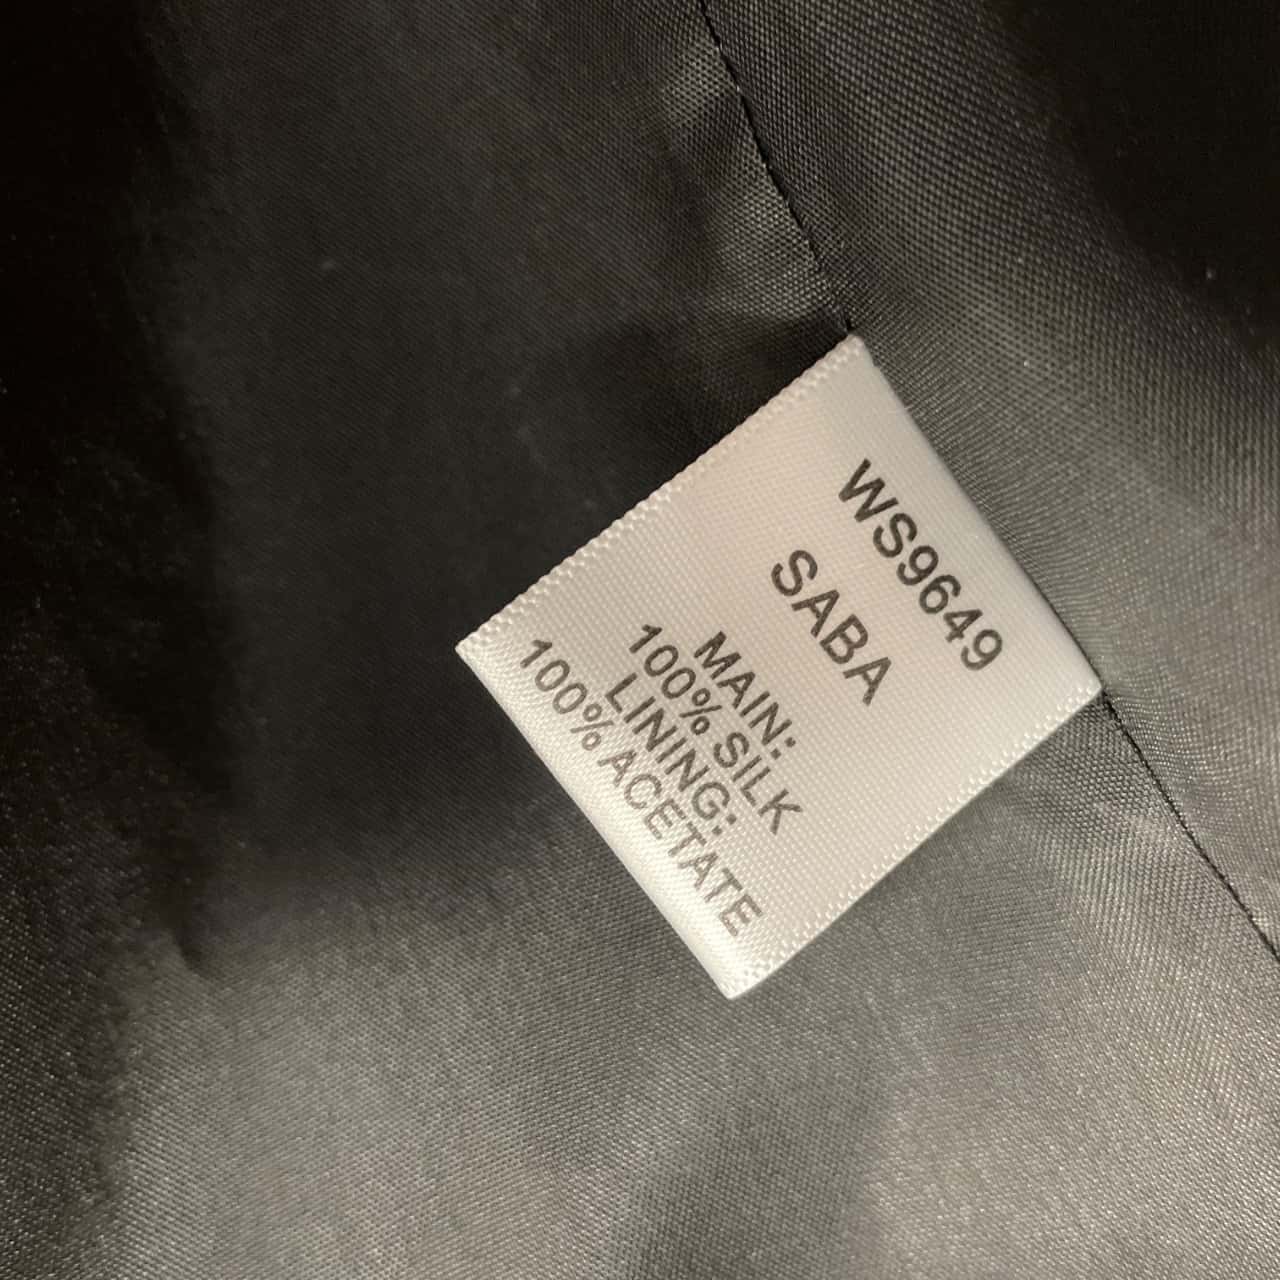 WS9649
SABA
MAIN:
100% SILK
LINING:
100% ACETATE